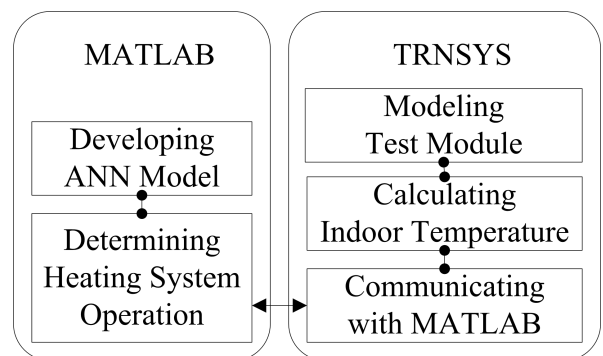 MATLAB
Developing
ANN Model
Determining
Heating System
Operation
TRNSYS
Modeling
Test Module
Calculating
Indoor Temperature
Communicating
with MATLAB